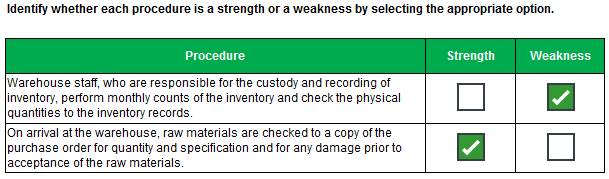 Identify whether each procedure is a strength or a weakness by selecting the appropriate option.
Procedure Strength Weakness
Warehouse staff, who are responsible for the custody and recording of
inventory, perform monthly counts of the inventory and check the physical
quantities to the inventory records.
On arrival at the warehouse, raw materials are checked to a copy of the
purchase order for quantity and specification and for any damage prior to
acceptance of the raw materials.